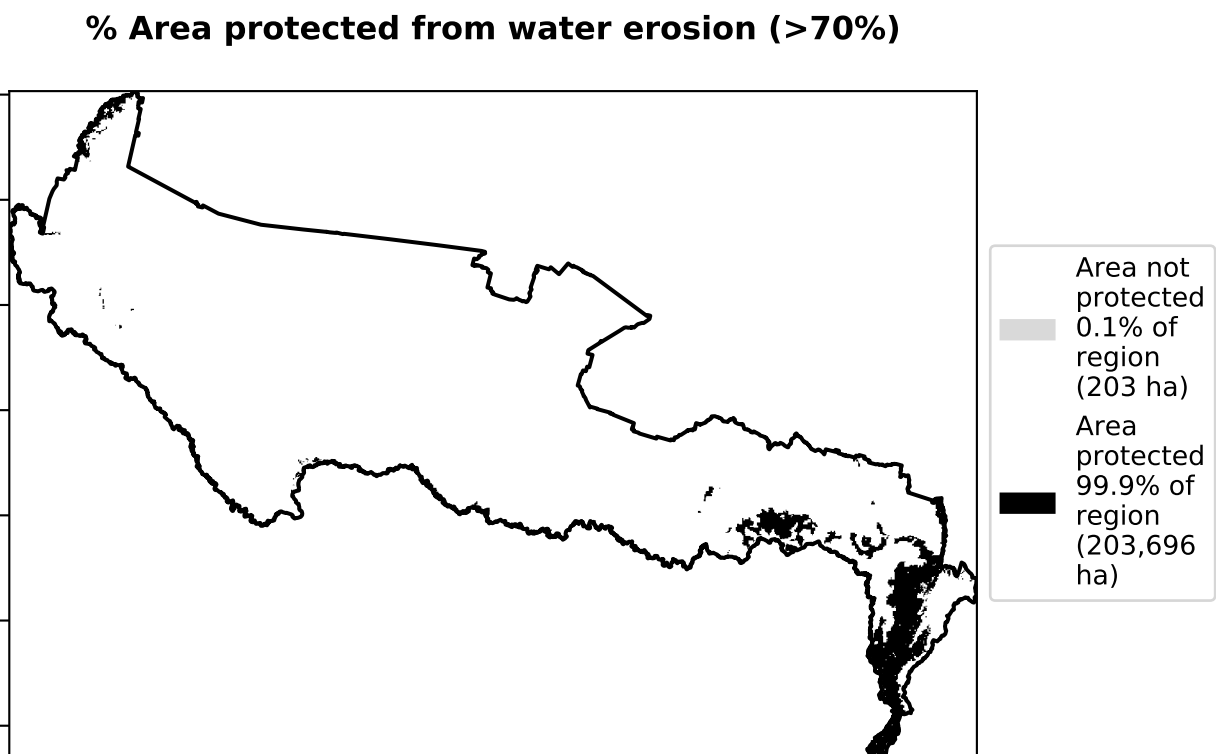 % Area protected from water erosion (>70%)
Area not
protected
0.1% of
region
(203 ha)
Area
protected
99.9% of
region
(203,696
ha)